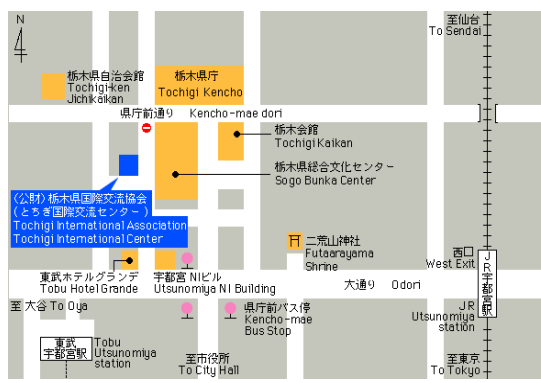 N
至仙台
To Sendai
栃木県自治会館
Tochigi-ken
Jichikaikan
栃木県庁
Tochigi Kencho
県庁前通り Kencho-mae dori
栃木会館
Tochigi Kaikan
栃木県総合文化センター
Sogo Bunka Center
(公財)栃木県国際交流協会
(とちぎ国際交流センター)
Tochigi International Association
Tochigi International Center
二荒山神社
Futaarayama
Shrine
西口
West Exit
JR宇都宮駅
東武ホテルグランデ
Tobu Hotel Grande
宇都宮NIビル
Utsunomiya NI Building
大通り Odori
至大谷 To Oya
県庁前バス停
Kencho-mae
Bus Stop
JR
Utsunomiya
station
東武
宇都宮駅
Tobu
Utsunomiya
station
至市役所
To City Hall
至東京
To Tokyo